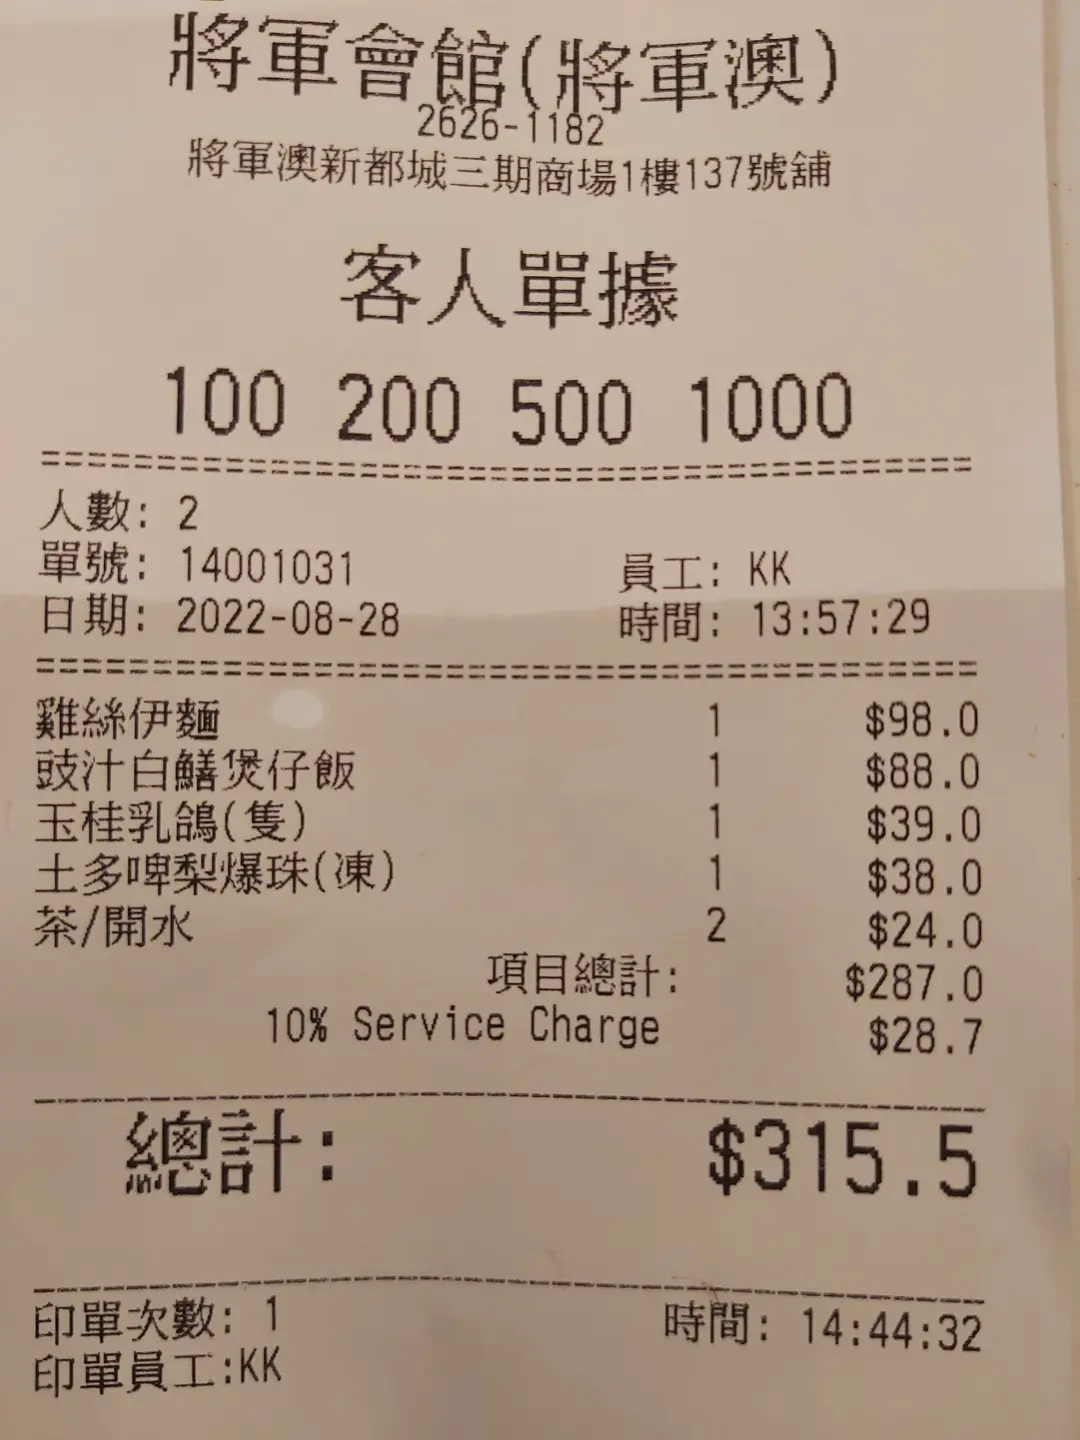 將軍會館(將軍澳)
2626-1182
將軍澳新都城三期商場1樓137號舖
客人單據
100 200 500 1000
========================================
人數: 2
單號: 14001031 員工: KK
日期: 2022-08-28 時間: 13:57:29
========================================
雞絲伊麵 1 $98.0
豉汁白鱔煲仔飯 1 $88.0
玉桂乳鴿(隻) 1 $39.0
士多啤梨爆珠(凍) 1 $38.0
茶/開水 2 $24.0
項目總計: $287.0
10% Service Charge $28.7
總計: $315.5
印單次數: 1 時間: 14:44:32
印單員工:KK